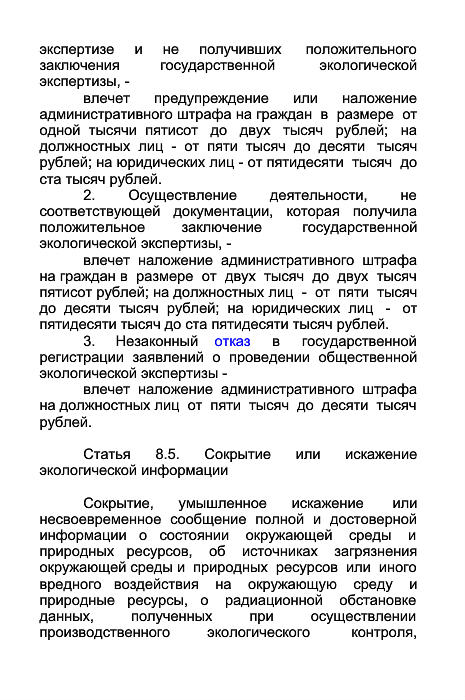 экспертизе и не получивших положительного
заключения государственной экологической
экспертизы, -
влечет предупреждение или наложение
административного штрафа на граждан в размере от
одной тысячи пятисот до двух тысяч рублей; на
должностных лиц - от пяти тысяч до десяти тысяч
рублей; на юридических лиц - от пятидесяти тысяч до
ста тысяч рублей.
2. Осуществление деятельности, не
соответствующей документации, которая получила
положительное заключение государственной
экологической экспертизы, -
влечет наложение административного штрафа
на граждан в размере от двух тысяч до двух тысяч
пятисот рублей; на должностных лиц - от пяти тысяч
до десяти тысяч рублей; на юридических лиц - от
пятидесяти тысяч до ста пятидесяти тысяч рублей.
3. Незаконный отказ в государственной
регистрации заявлений о проведении общественной
экологической экспертизы -
влечет наложение административного штрафа
на должностных лиц от пяти тысяч до десяти тысяч
рублей.
Статья 8.5. Сокрытие или искажение
экологической информации
Сокрытие, умышленное искажение или
несвоевременное сообщение полной и достоверной
информации о состоянии окружающей среды и
природных ресурсов, об источниках загрязнения
окружающей среды и природных ресурсов или иного
вредного воздействия на окружающую среду и
природные ресурсы, о радиационной обстановке
данных, полученных при осуществлении
производственного экологического контроля,